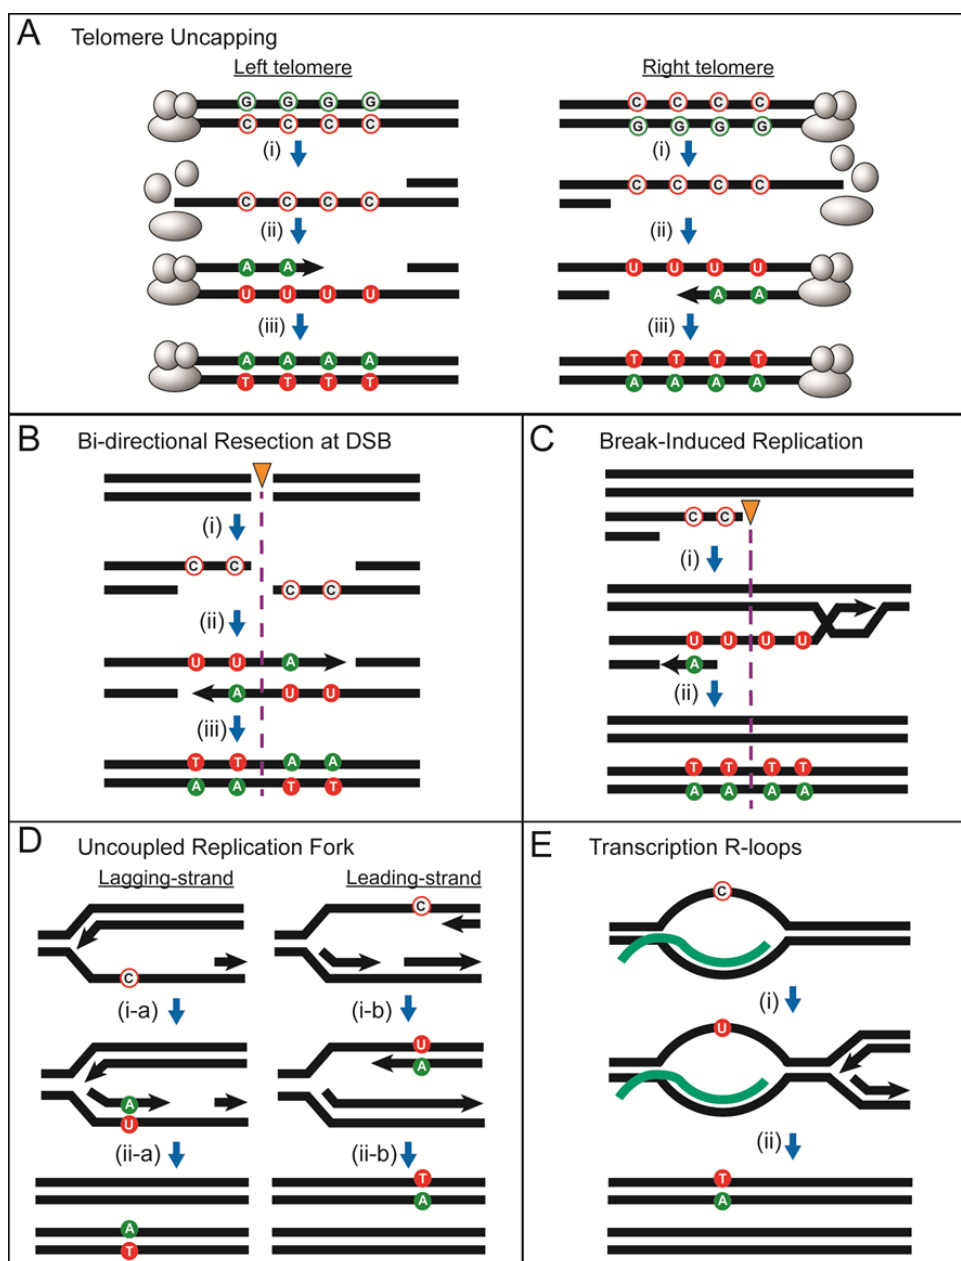 A Telomere Uncapping
Left telomere Right telomere
G G G G C C C C
C C C C G G G G
(i) (i)
C C C C
C C C C
(ii) (ii)
A A U U U U
U U U U A A
(iii) (iii)
A A A A T T T T
T T T T A A A A
B Bi-directional Resection at DSB
(i)
C C
C C
(ii)
U U A
A U U
(iii)
T T A A
A A T T
C Break-Induced Replication
C C
(i)
U U U U
A
(ii)
T T T T
A A A A
D Uncoupled Replication Fork
Lagging-strand Leading-strand
C
C
(i-a) (i-b)
U
A
A
U
(ii-a) (ii-b)
T
A
A
T
E Transcription R-loops
C
(i)
U
(ii)
T
A